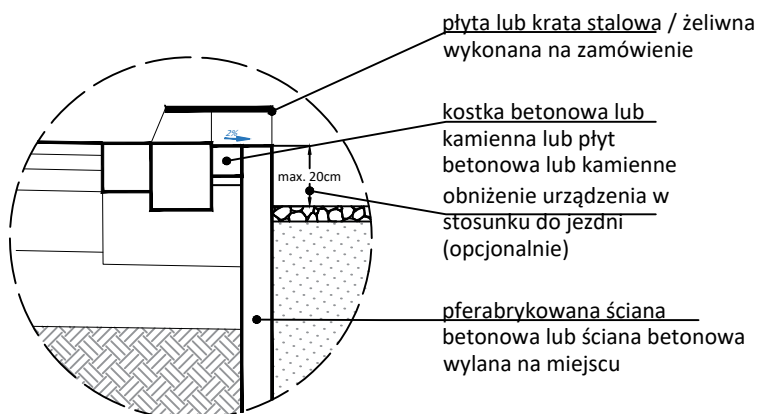 płyta lub krata stalowa / żeliwna
wykonana na zamówienie
kostka betonowa lub
kamienna lub płyt
betonowa lub kamienne
2%
max. 20cm
obniżenie urządzenia w
stosunku do jezdni
(opcjonalnie)
pferabrykowana ściana
betonowa lub ściana betonowa
wylana na miejscu